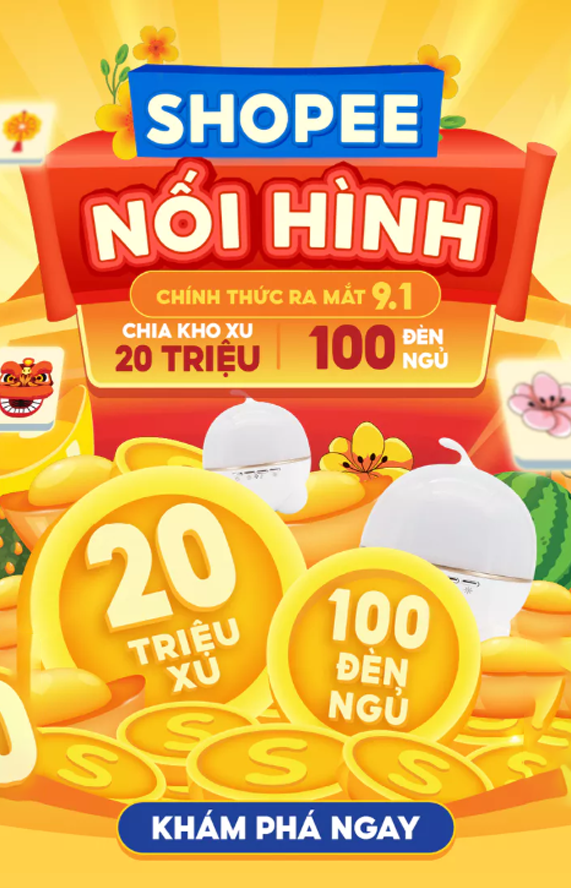 SHOPEE
NỐI HÌNH
CHÍNH THỨC RA MẮT 9.1
CHIA KHO XU
20 TRIỆU
100 ĐÈN
NGỦ
20
TRIỆU
XU
100
ĐÈN
NGỦ
S
S
S
S
S
KHÁM PHÁ NGAY